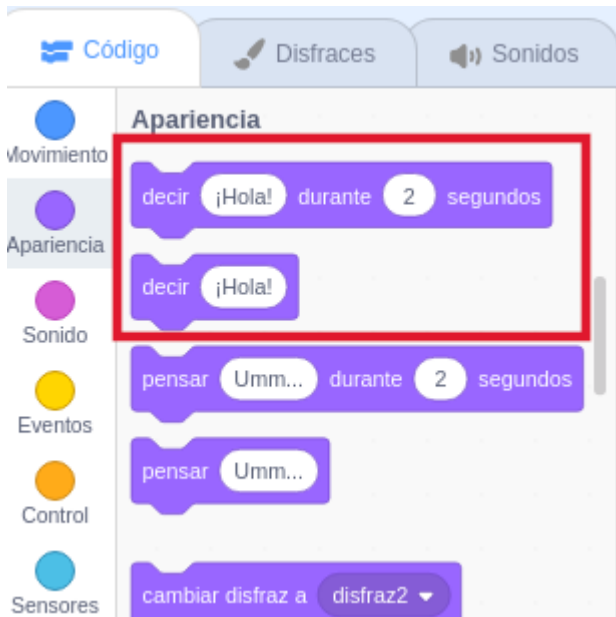 Código
Disfraces
Sonidos
Movimiento
Apariencia
Sonido
Eventos
Control
Sensores
Apariencia
decir ¡Hola! durante 2 segundos
decir ¡Hola!
pensar Umm... durante 2 segundos
pensar Umm...
cambiar disfraz a disfraz2